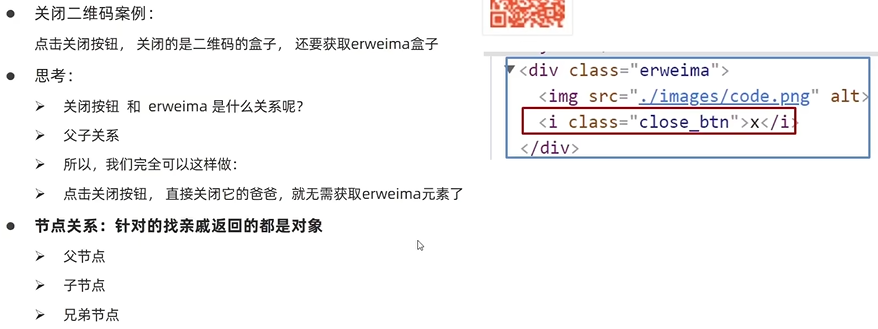 关闭二维码案例：
点击关闭按钮， 关闭的是二维码的盒子， 还要获取erweima盒子
思考：
关闭按钮 和 erweima 是什么关系呢？
父子关系
所以，我们完全可以这样做：
点击关闭按钮， 直接关闭它的爸爸，就无需获取erweima元素了
节点关系：针对的找亲戚返回的都是对象
父节点
子节点
兄弟节点
<div class="erweima">
<img src="./images/code.png" alt>
<i class="close_btn">x</i>
</div>